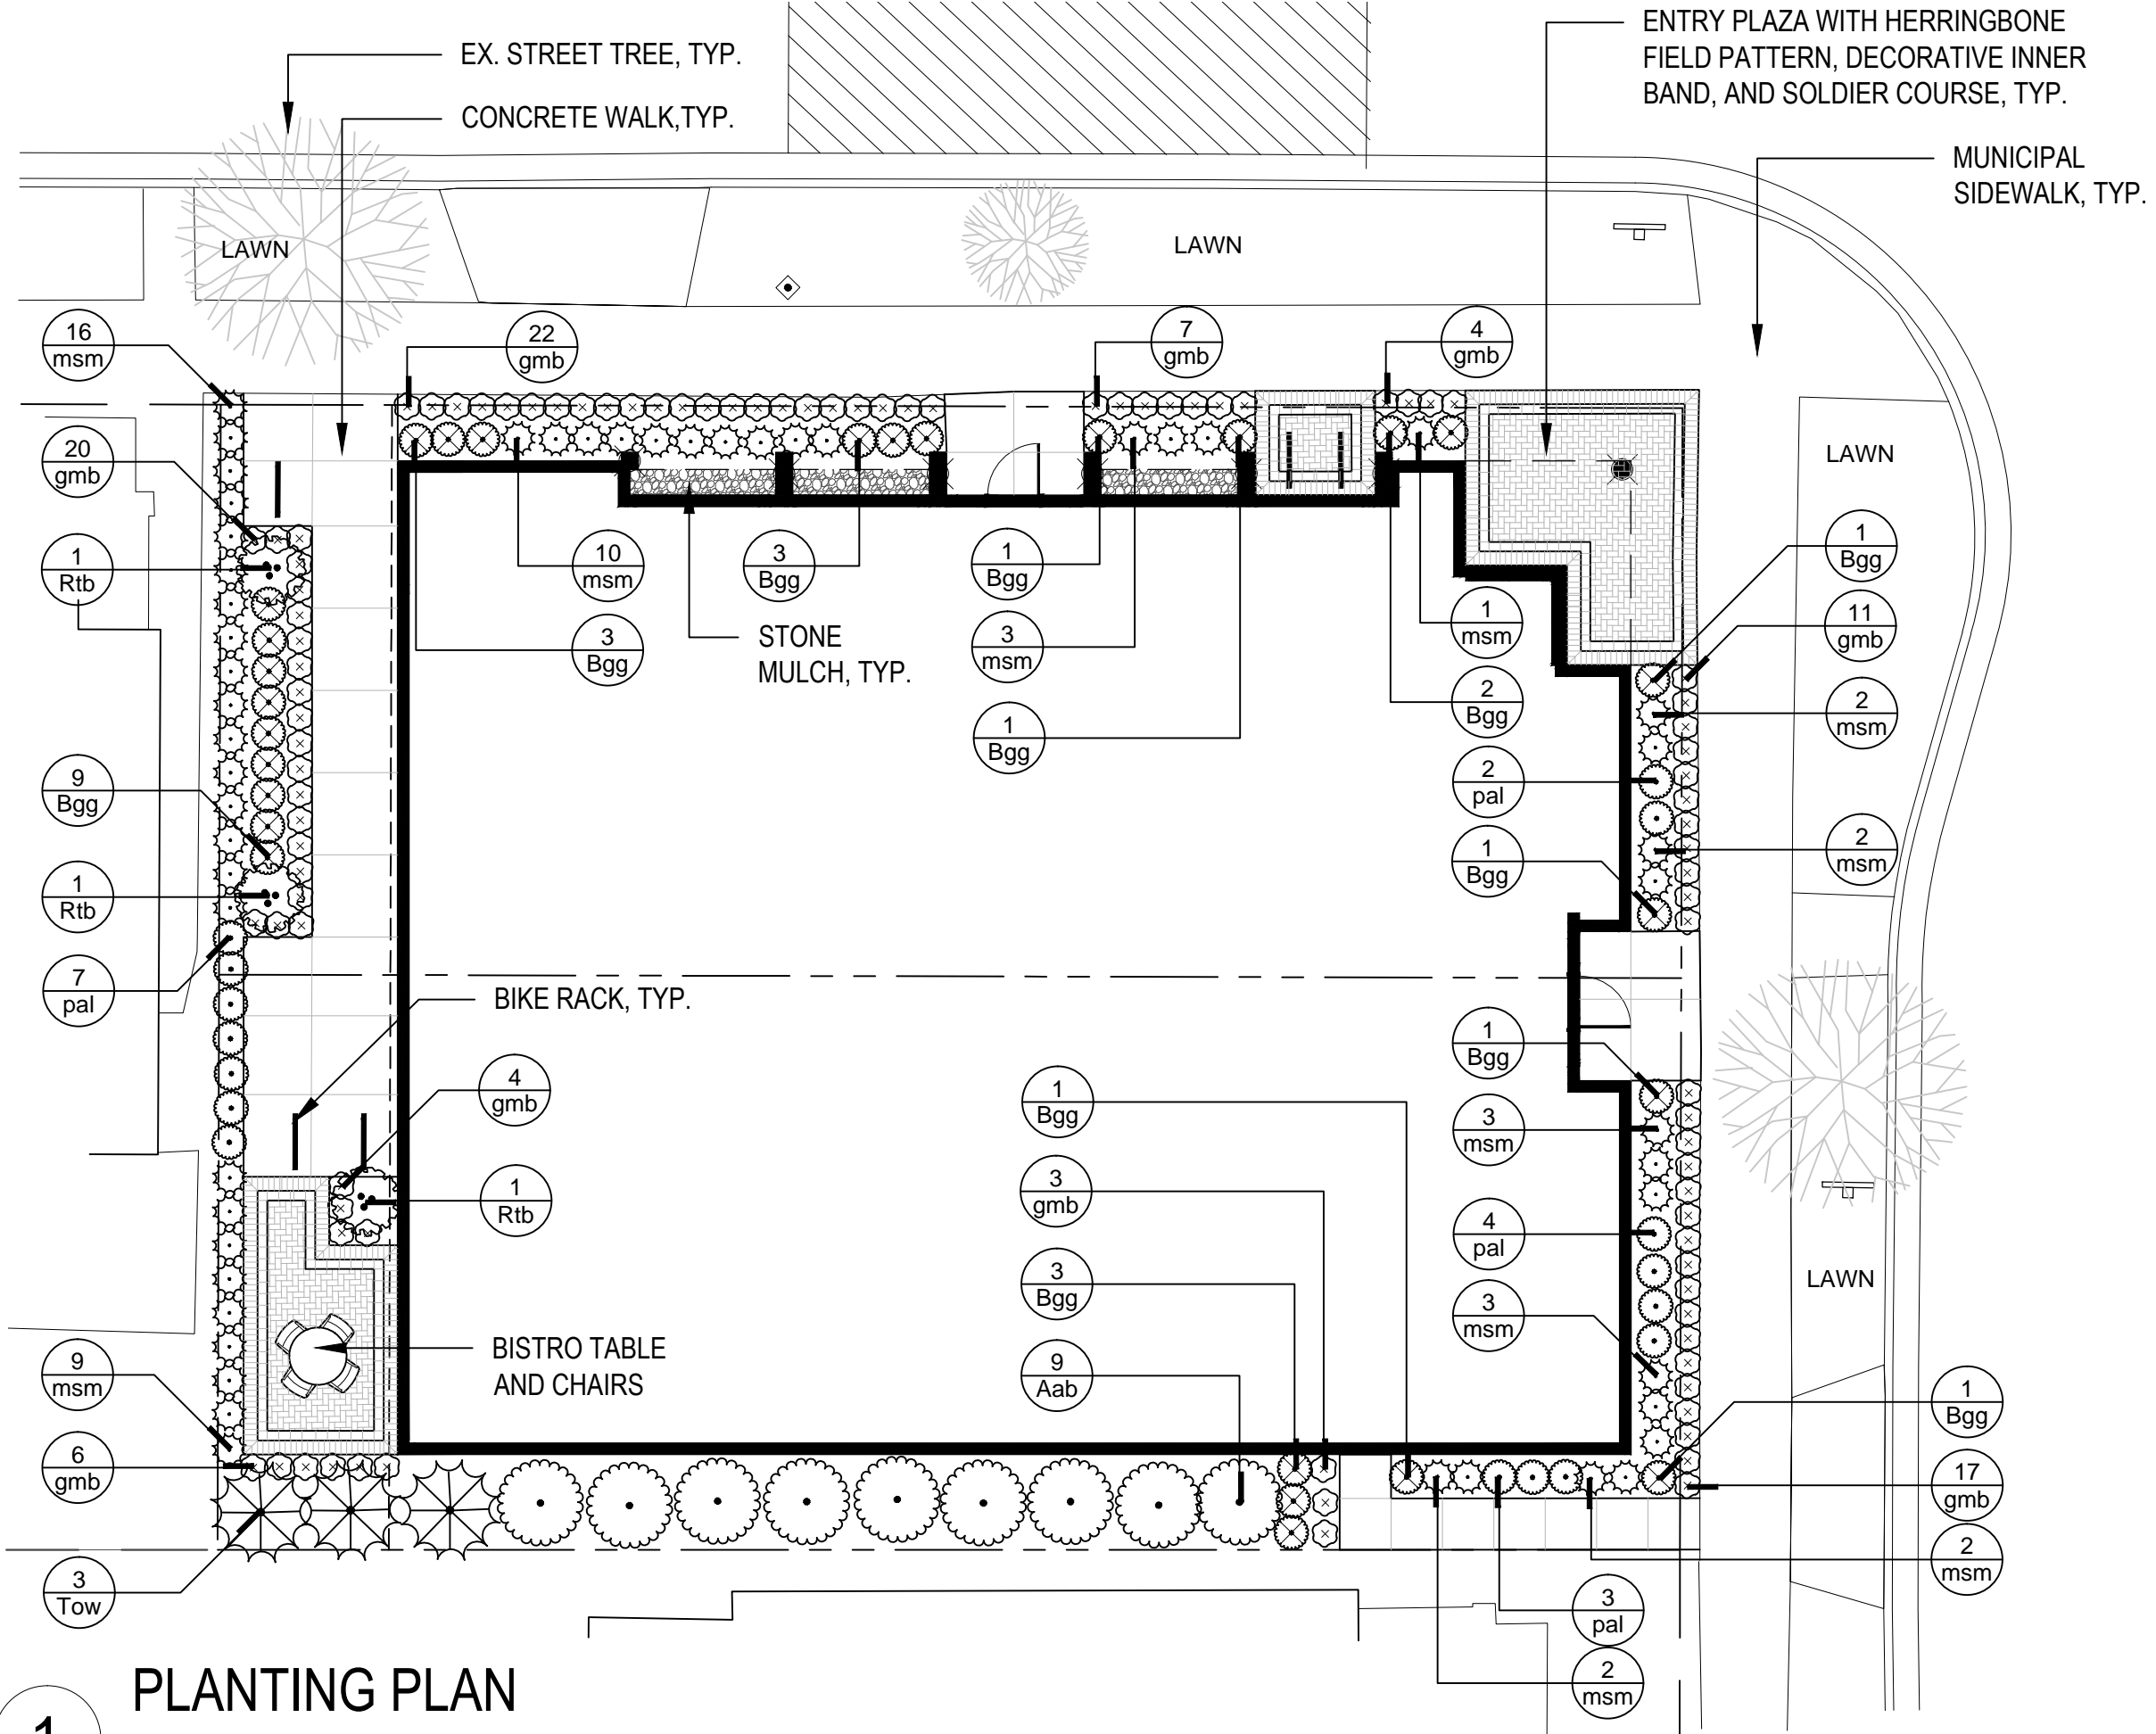 ENTRY PLAZA WITH HERRINGBONE
FIELD PATTERN, DECORATIVE INNER
BAND, AND SOLDIER COURSE, TYP.
EX. STREET TREE, TYP.
CONCRETE WALK,TYP.
MUNICIPAL
SIDEWALK, TYP.
LAWN
LAWN
16
msm
22
gmb
7
gmb
4
gmb
20
gmb
LAWN
1
Rtb
10
msm
3
Bgg
1
Bgg
1
Bgg
3
Bgg
STONE
MULCH, TYP.
3
msm
1
msm
11
gmb
1
Bgg
2
Bgg
2
msm
9
Bgg
2
pal
1
Bgg
2
msm
1
Rtb
7
pal
BIKE RACK, TYP.
1
Bgg
4
gmb
1
Bgg
3
msm
1
Rtb
3
gmb
4
pal
3
Bgg
LAWN
3
msm
BISTRO TABLE
AND CHAIRS
9
msm
9
Aab
1
Bgg
6
gmb
17
gmb
3
Tow
2
msm
3
pal
2
msm
PLANTING PLAN
1